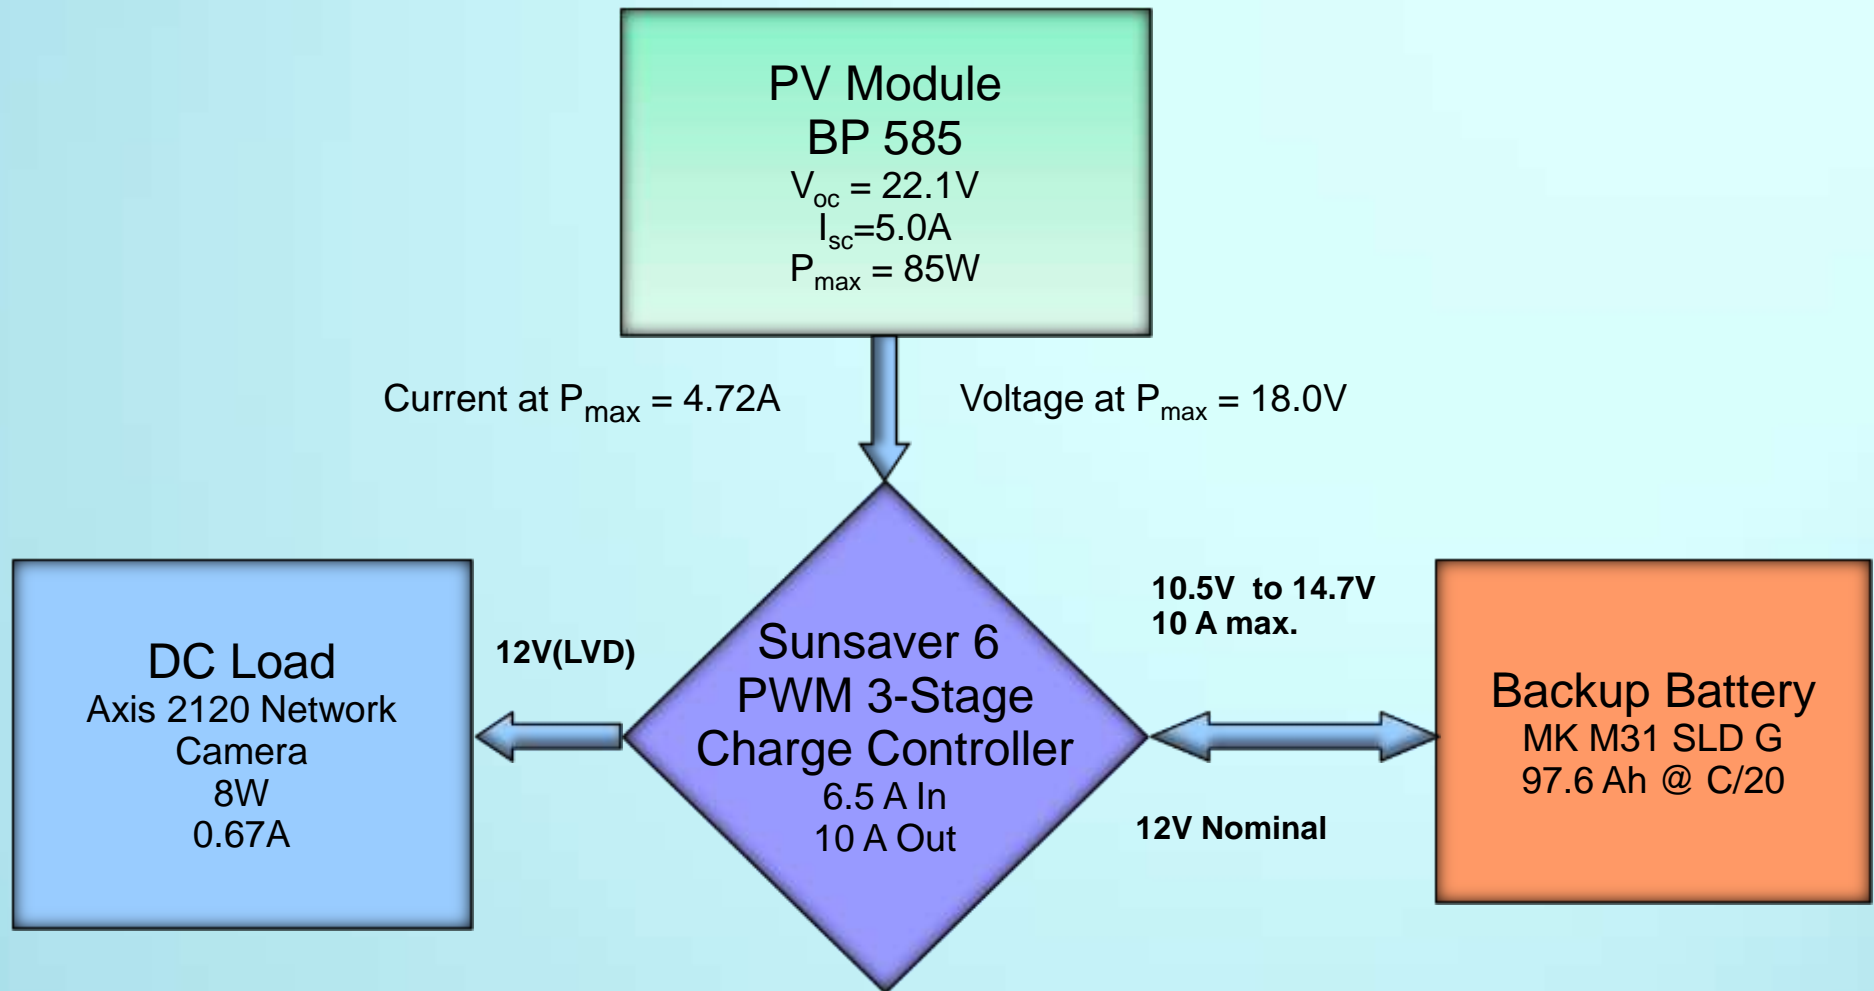 PV Module
BP 585
Voc = 22.1V
Isc=5.0A
Pmax = 85W
Current at Pmax = 4.72A
Voltage at Pmax = 18.0V
DC Load
Axis 2120 Network
Camera
8W
0.67A
12V(LVD)
Sunsaver 6
PWM 3-Stage
Charge Controller
6.5 A In
10 A Out
10.5V to 14.7V
10 A max.
12V Nominal
Backup Battery
MK M31 SLD G
97.6 Ah @ C/20